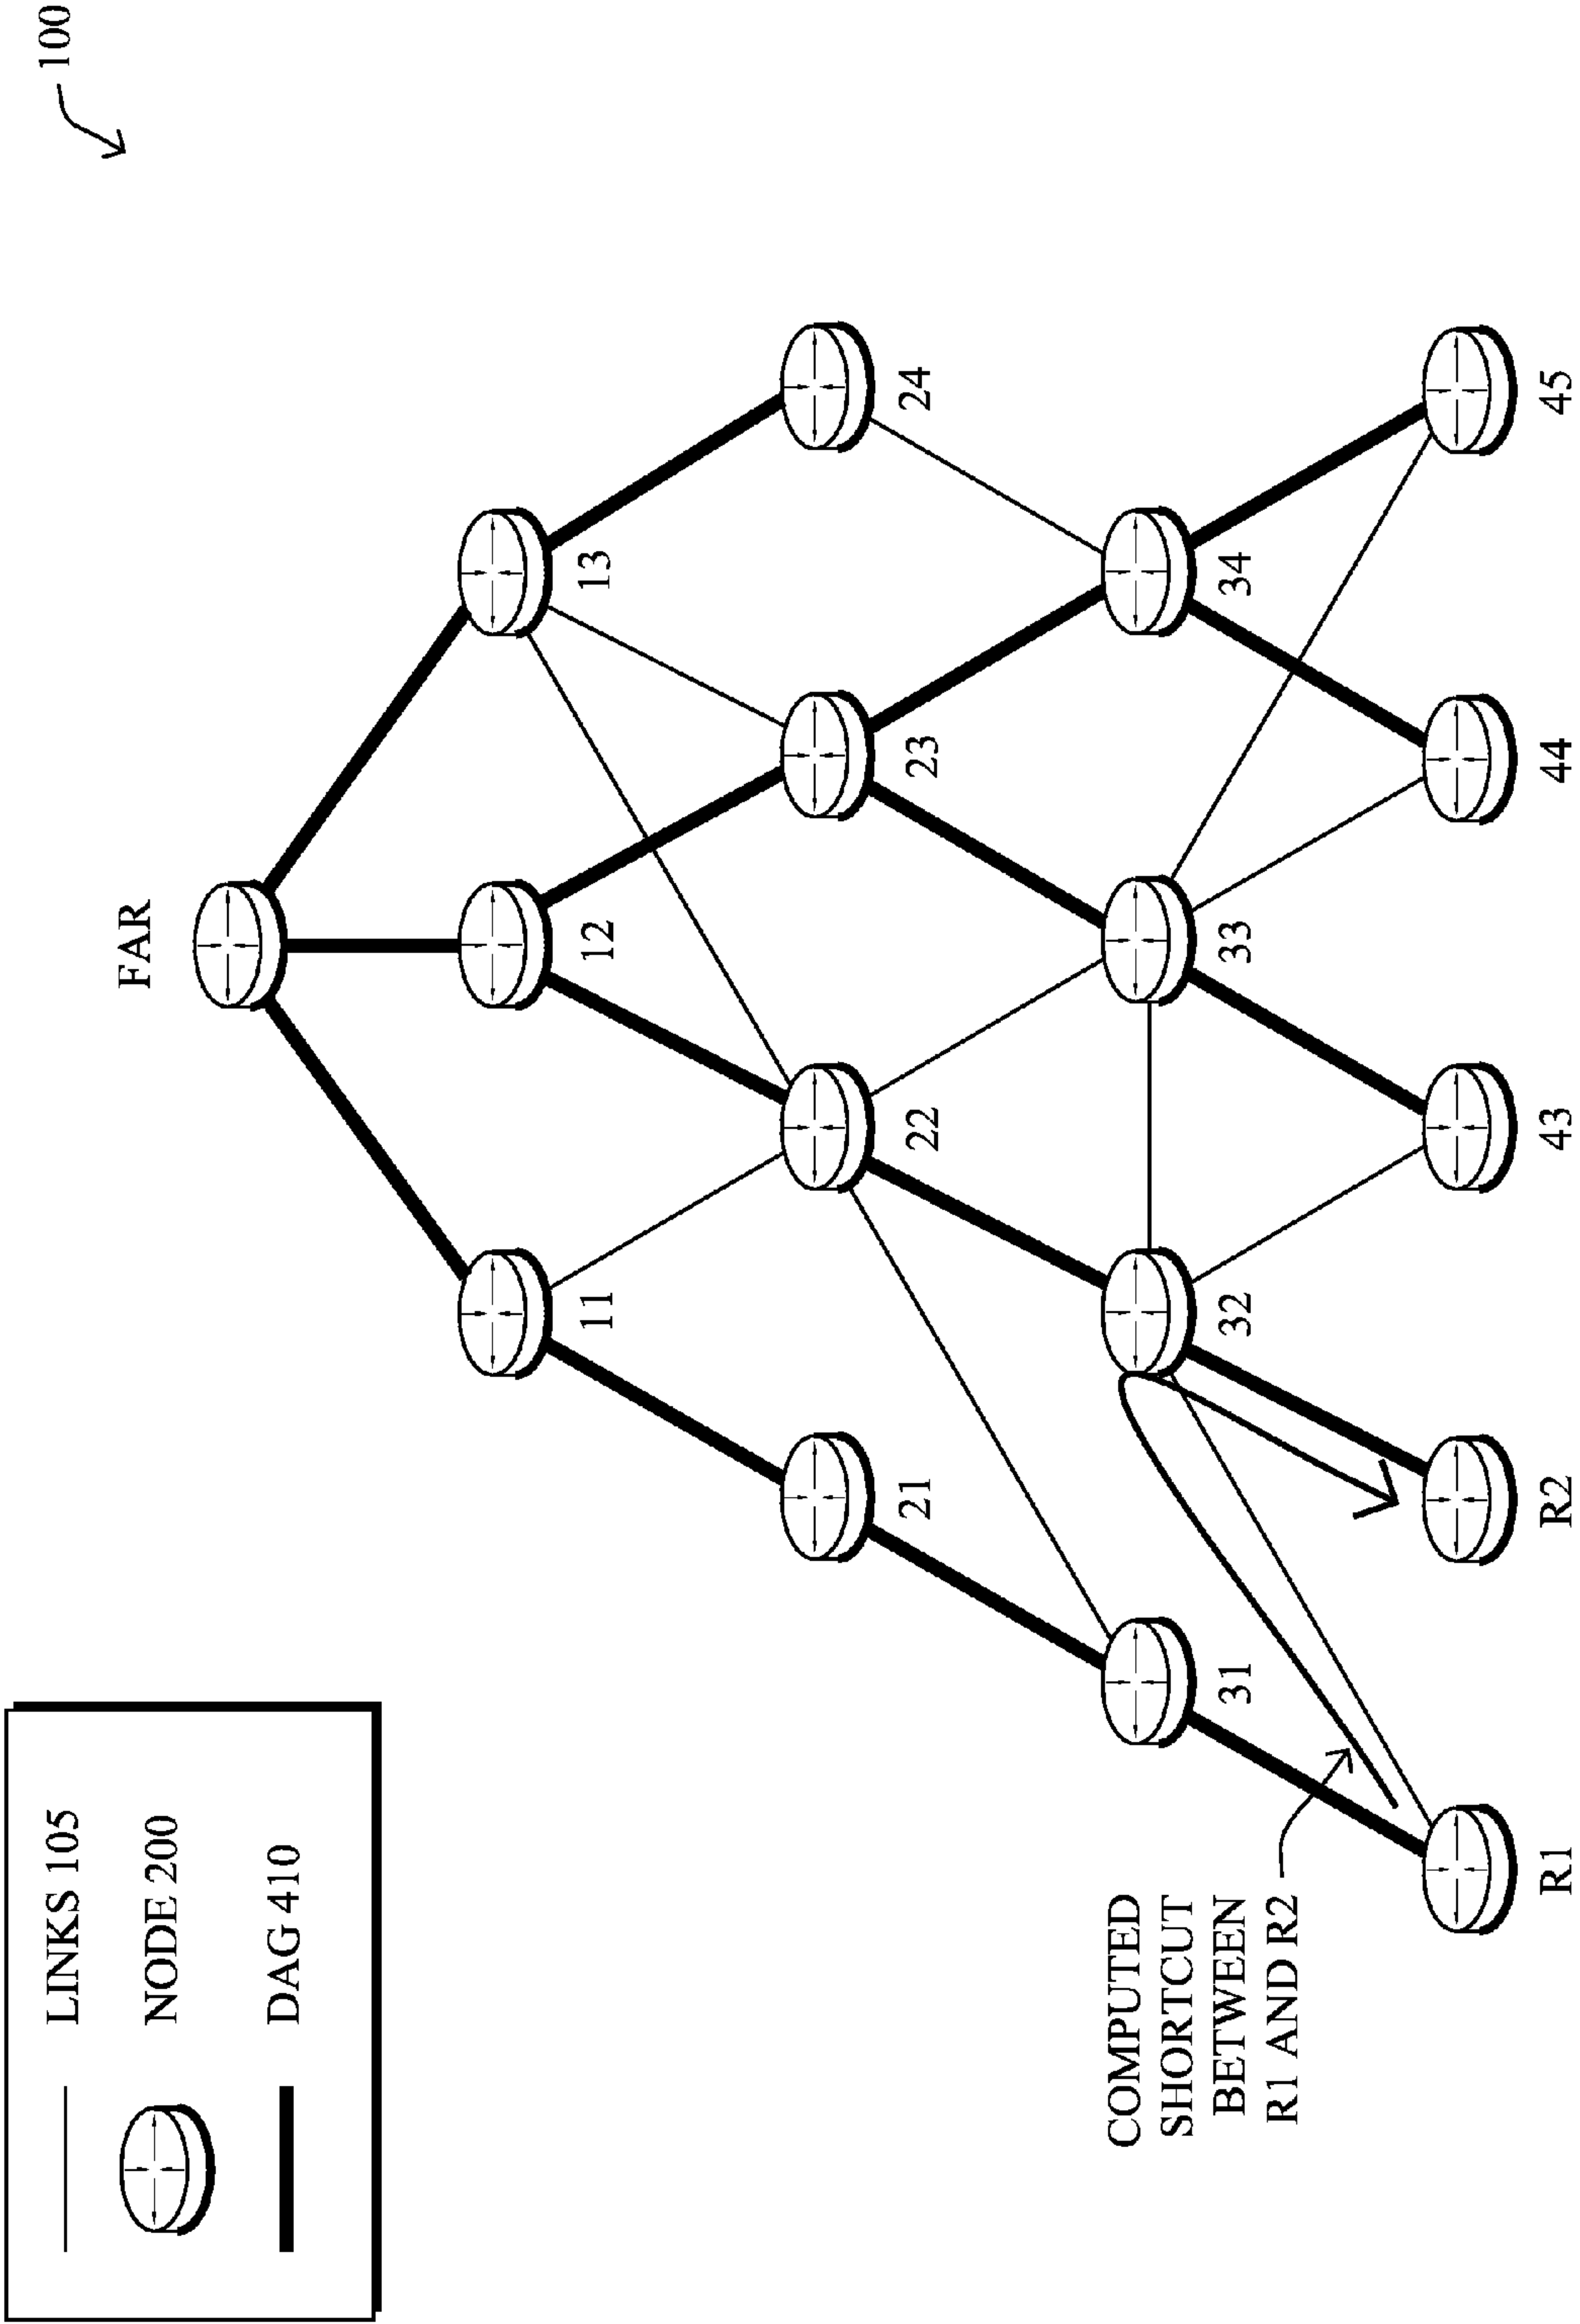 100
LINKS 105
NODE 200
DAG 410
FAR
11
12
13
21
22
23
24
31
32
33
34
COMPUTED
SHORTCUT
BETWEEN
R1 AND R2
R1
R2
43
44
45